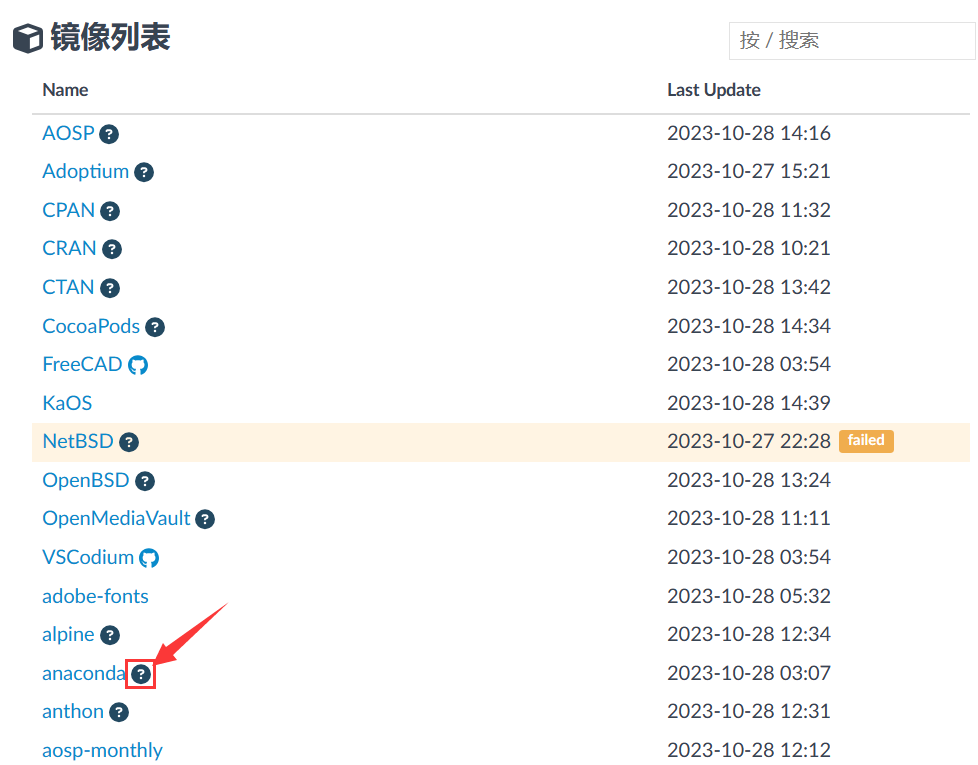 镜像列表
按 / 搜索
Name Last Update
AOSP ? 2023-10-28 14:16
Adoptium ? 2023-10-27 15:21
CPAN ? 2023-10-28 11:32
CRAN ? 2023-10-28 10:21
CTAN ? 2023-10-28 13:42
CocoaPods ? 2023-10-28 14:34
FreeCAD 2023-10-28 03:54
KaOS 2023-10-28 14:39
NetBSD ? 2023-10-27 22:28 failed
OpenBSD ? 2023-10-28 13:24
OpenMediaVault ? 2023-10-28 11:11
VSCodium 2023-10-28 03:54
adobe-fonts 2023-10-28 05:32
alpine ? 2023-10-28 12:34
anaconda ? 2023-10-28 03:07
anthon ? 2023-10-28 12:31
aosp-monthly 2023-10-28 12:12